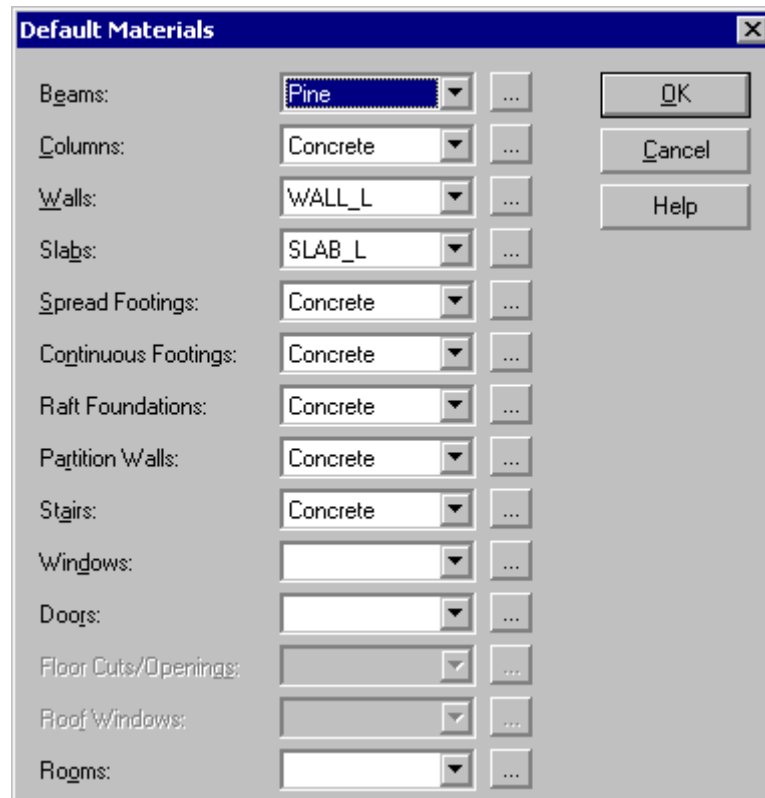 Default Materials
Beams: Pine ... OK
Columns: Concrete ... Cancel
Walls: WALL_L ... Help
Slabs: SLAB_L ...
Spread Footings: Concrete ...
Continuous Footings: Concrete ...
Raft Foundations: Concrete ...
Partition Walls: Concrete ...
Stairs: Concrete ...
Windows: ...
Doors: ...
Floor Cuts/Openings: ...
Roof Windows: ...
Rooms: ...